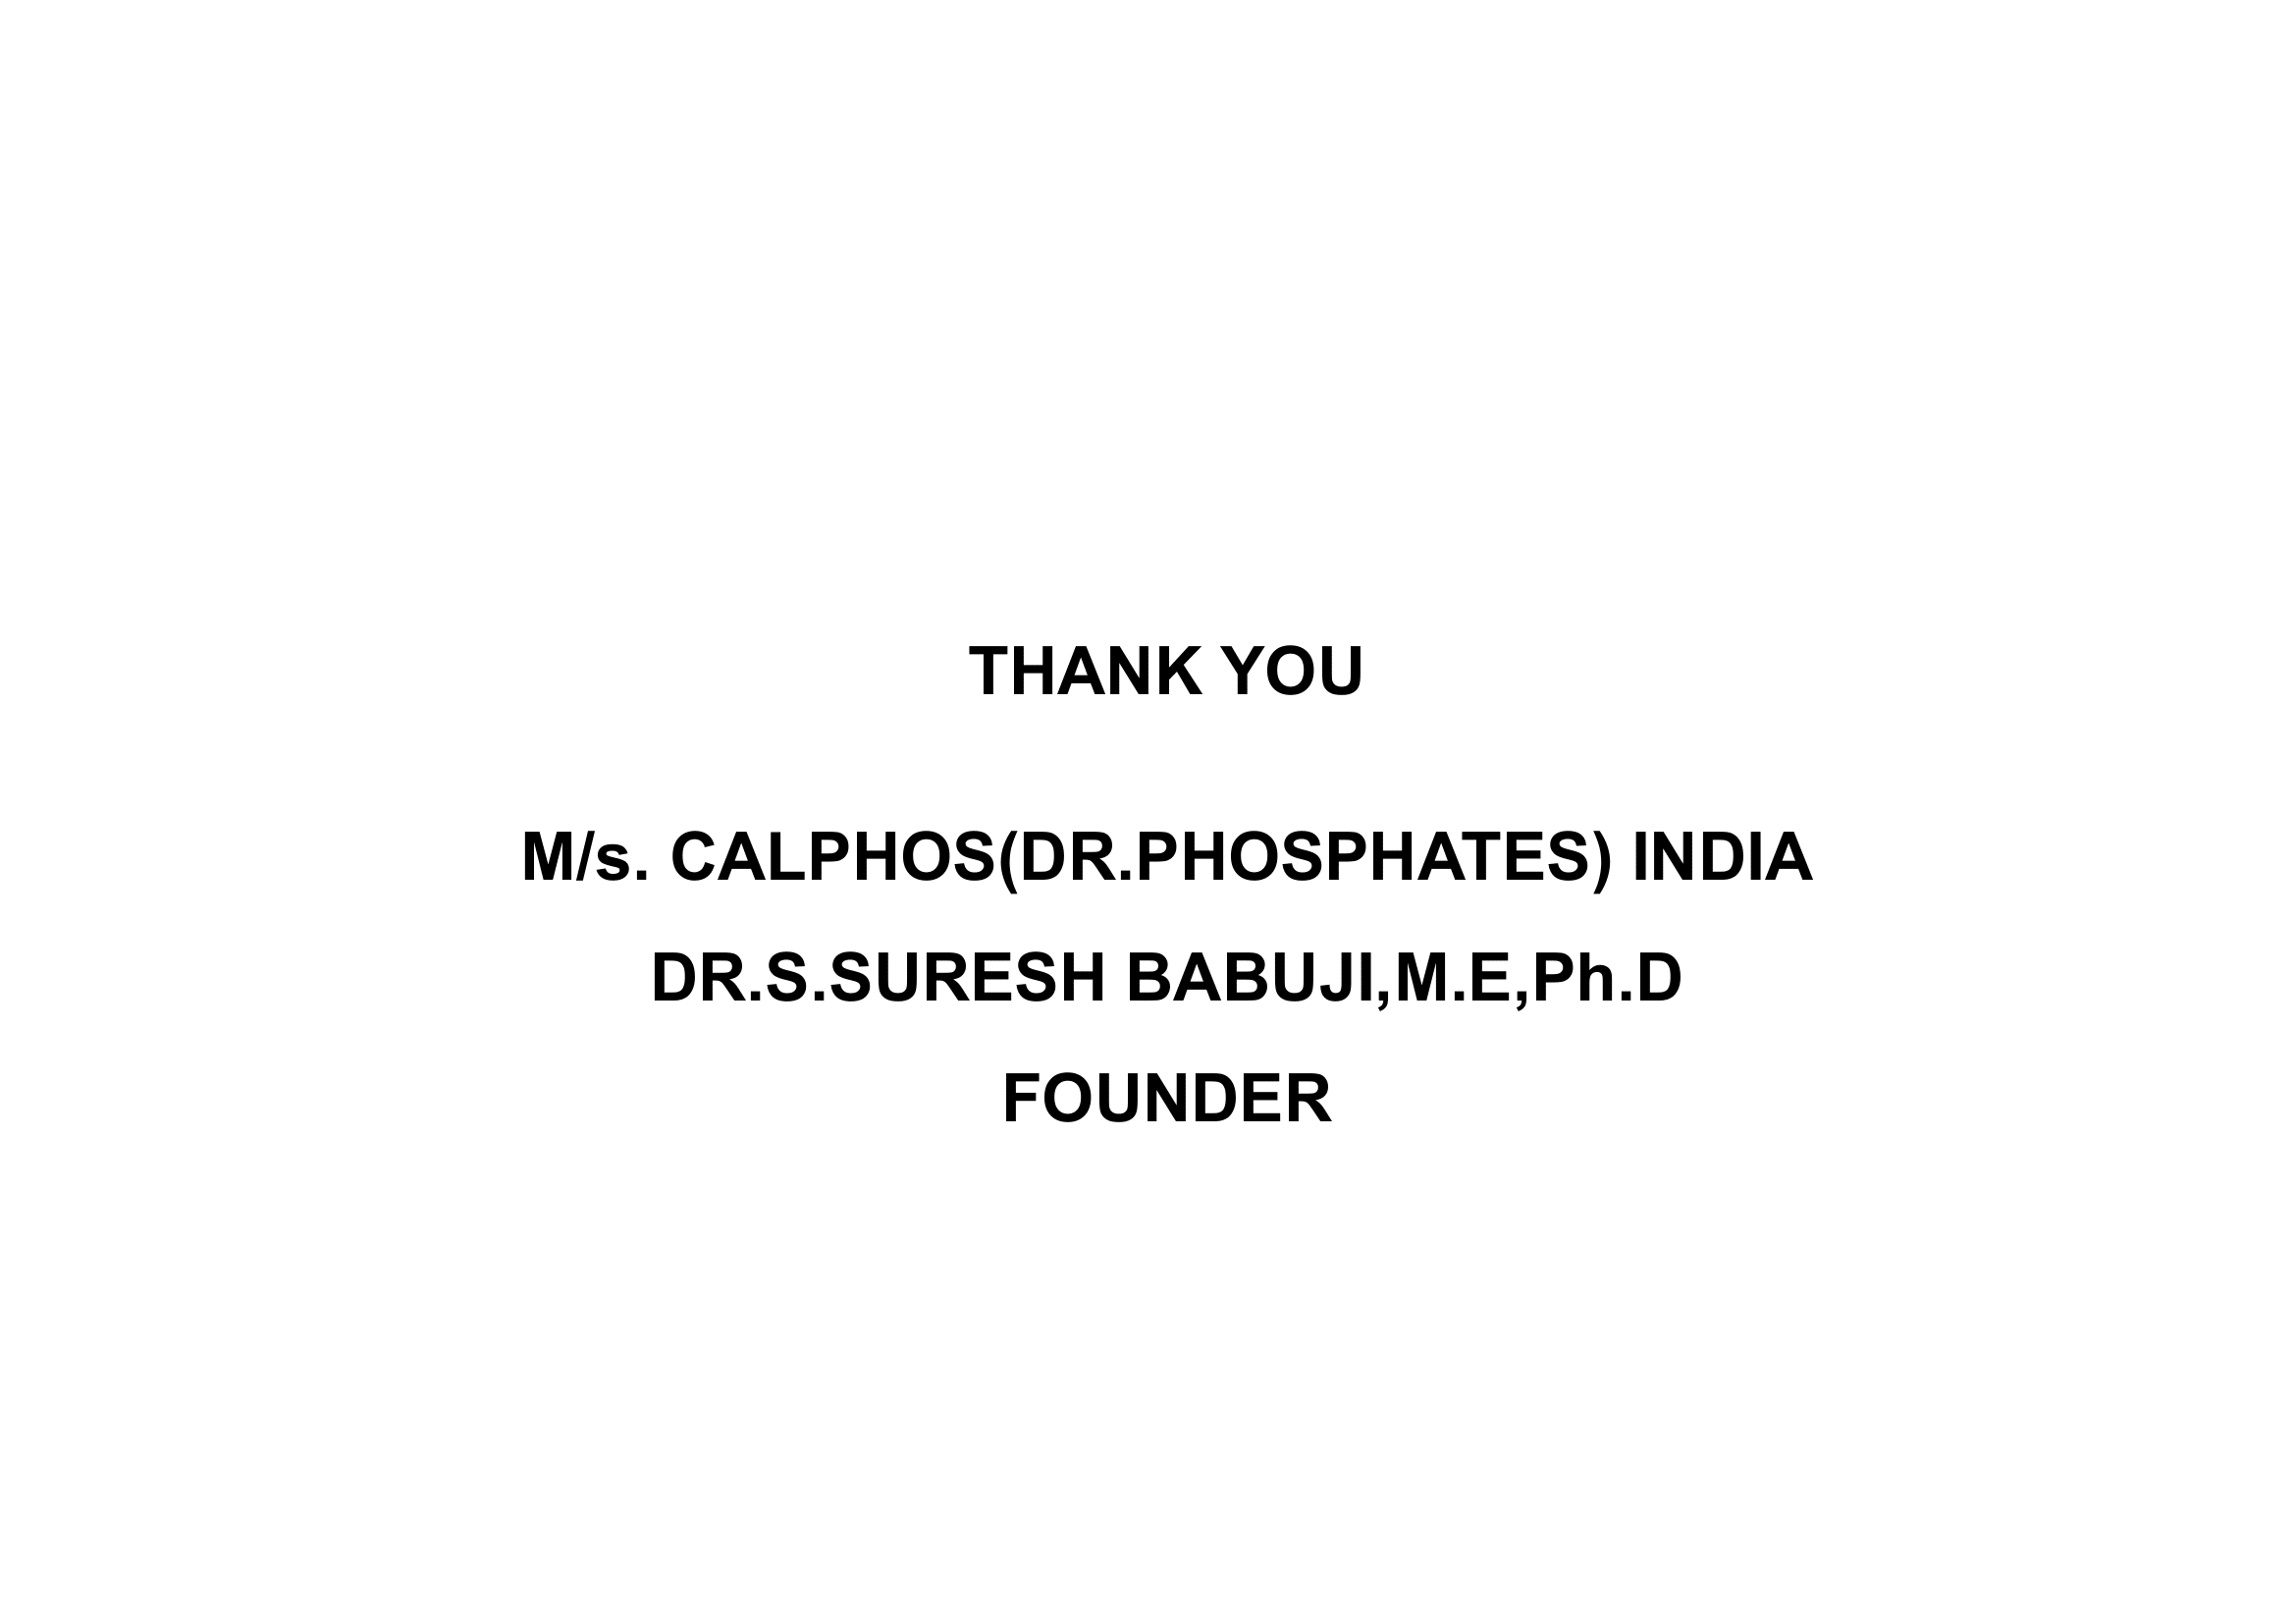 THANK YOU
M/s. CALPHOS(DR.PHOSPHATES) INDIA
DR.S.SURESH BABUJI,M.E,Ph.D
FOUNDER